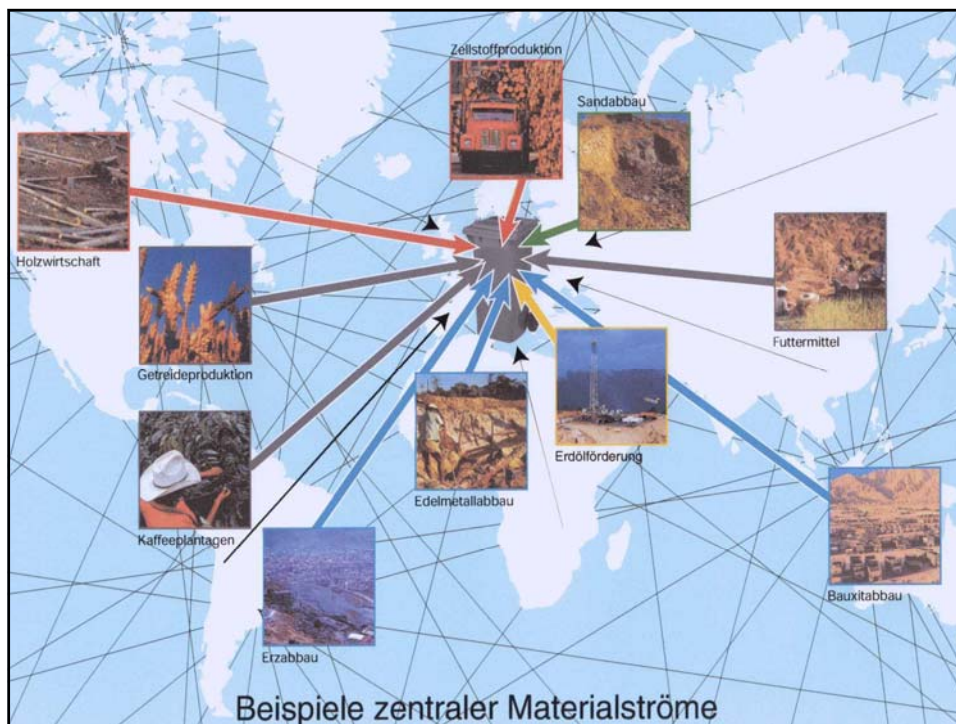 Zellstoffproduktion
Sandabbau
Holzwirtschaft
Getreideproduktion
Futtermittel
Kaffeeplantagen
Edelmetallabbau
Erdölförderung
Erzabbau
Bauxitabbau
Beispiele zentraler Materialströme